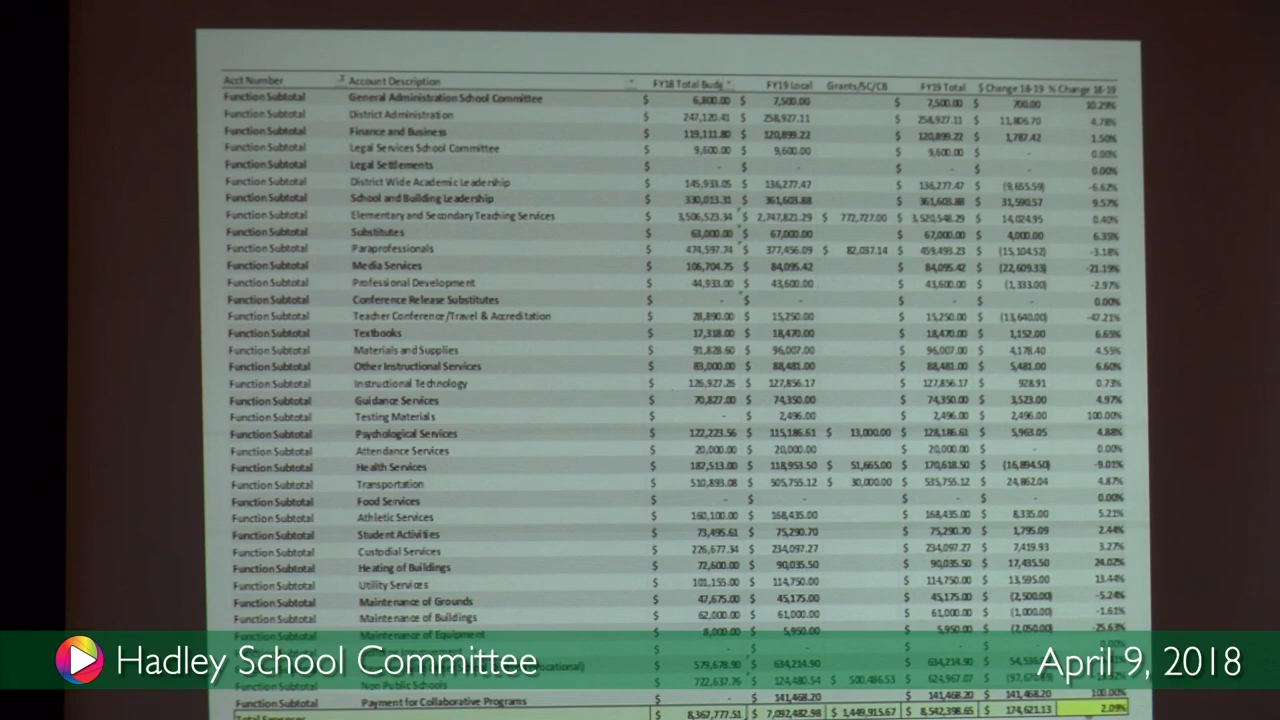 Acct Number Account Description FY18 Total Budg FY19 Local Grants/SC/CB FY19 Total $ Change 18-19 % Change 18-19
Function Subtotal General Administration School Committee $ 6,800.00 $ 7,500.00 $ 7,500.00 $ 700.00 10.29%
Function Subtotal District Administration $ 247,120.41 $ 258,927.11 $ 258,927.11 $ 11,806.70 4.78%
Function Subtotal Finance and Business $ 119,111.80 $ 120,899.22 $ 120,899.22 $ 1,787.42 1.50%
Function Subtotal Legal Services School Committee $ 9,600.00 $ 9,600.00 $ 9,600.00 $ - 0.00%
Function Subtotal Legal Settlements $ - $ - $ - $ - 0.00%
Function Subtotal District Wide Academic Leadership $ 145,933.05 $ 136,277.47 $ 136,277.47 $ (9,655.59) -6.62%
Function Subtotal School and Building Leadership $ 330,013.31 $ 361,603.88 $ 361,603.88 $ 31,590.57 9.57%
Function Subtotal Elementary and Secondary Teaching Services $ 3,506,523.34 $ 2,747,821.29 $ 772,727.00 $ 3,520,548.29 $ 14,024.95 0.40%
Function Subtotal Substitutes $ 63,000.00 $ 67,000.00 $ 67,000.00 $ 4,000.00 6.35%
Function Subtotal Paraprofessionals $ 474,597.74 $ 377,456.09 $ 82,037.14 $ 459,493.23 $ (15,104.52) -3.18%
Function Subtotal Media Services $ 106,704.75 $ 84,095.42 $ 84,095.42 $ (22,609.33) -21.19%
Function Subtotal Professional Development $ 44,933.00 $ 43,600.00 $ 43,600.00 $ (1,333.00) -2.97%
Function Subtotal Conference Release Substitutes $ - $ - $ - $ - 0.00%
Function Subtotal Teacher Conference/Travel & Accreditation $ 28,890.00 $ 15,250.00 $ 15,250.00 $ (13,640.00) -47.21%
Function Subtotal Textbooks $ 17,318.00 $ 18,470.00 $ 18,470.00 $ 1,152.00 6.65%
Function Subtotal Materials and Supplies $ 91,828.60 $ 96,007.00 $ 96,007.00 $ 4,178.40 4.55%
Function Subtotal Other Instructional Services $ 83,000.00 $ 88,481.00 $ 88,481.00 $ 5,481.00 6.60%
Function Subtotal Instructional Technology $ 126,927.26 $ 127,856.17 $ 127,856.17 $ 928.91 0.73%
Function Subtotal Guidance Services $ 70,827.00 $ 74,350.00 $ 74,350.00 $ 3,523.00 4.97%
Function Subtotal Testing Materials $ - $ 2,496.00 $ 2,496.00 $ 2,496.00 100.00%
Function Subtotal Psychological Services $ 122,223.56 $ 115,186.61 $ 13,000.00 $ 128,186.61 $ 5,963.05 4.88%
Function Subtotal Attendance Services $ 20,000.00 $ 20,000.00 $ 20,000.00 $ - 0.00%
Function Subtotal Health Services $ 187,513.00 $ 118,953.50 $ 51,665.00 $ 170,618.50 $ (16,894.50) -9.01%
Function Subtotal Transportation $ 510,893.08 $ 505,755.12 $ 30,000.00 $ 535,755.12 $ 24,862.04 4.87%
Function Subtotal Food Services $ - $ - $ - $ - 0.00%
Function Subtotal Athletic Services $ 160,100.00 $ 168,435.00 $ 168,435.00 $ 8,335.00 5.21%
Function Subtotal Student Activities $ 73,495.61 $ 75,290.70 $ 75,290.70 $ 1,795.09 2.44%
Function Subtotal Custodial Services $ 226,677.34 $ 234,097.27 $ 234,097.27 $ 7,419.93 3.27%
Function Subtotal Heating of Buildings $ 72,600.00 $ 90,035.50 $ 90,035.50 $ 17,435.50 24.02%
Function Subtotal Utility Services $ 101,155.00 $ 114,750.00 $ 114,750.00 $ 13,595.00 13.44%
Function Subtotal Maintenance of Grounds $ 47,675.00 $ 45,175.00 $ 45,175.00 $ (2,500.00) -5.24%
Function Subtotal Maintenance of Buildings $ 62,000.00 $ 61,000.00 $ 61,000.00 $ (1,000.00) -1.61%
Function Subtotal Maintenance of Equipment $ 8,000.00 $ 5,950.00 $ 5,950.00 $ (2,050.00) -25.63%
$ 579,678.90 $ 634,214.90 $ 634,214.90 $
Function Subtotal Non Public Schools $ 722,637.76 $ 124,480.54 $ 500,486.53 $ 624,967.07 $
Function Subtotal Payment for Collaborative Programs $ - $ 141,468.20 $ 141,468.20 $ 141,468.20 100.00%
Total Expenses $ 8,367,777.51 $ 7,092,482.98 $ 1,449,915.67 $ 8,542,398.65 $ 174,621.13 2.09%
Hadley School Committee April 9, 2018